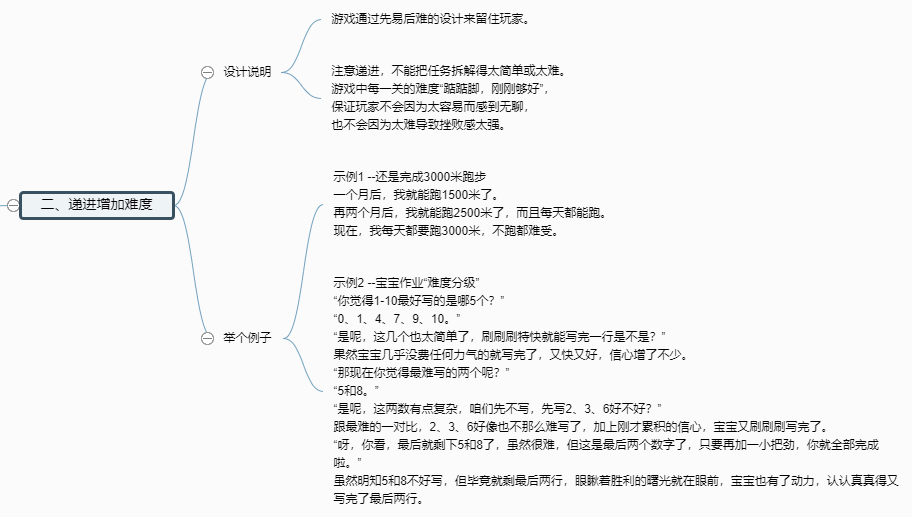 游戏通过先易后难的设计来留住玩家。
设计说明
注意递进，不能把任务拆解得太简单或太难。
游戏中每一关的难度“踮踮脚，刚刚够好”，
保证玩家不会因为太容易而感到无聊，
也不会因为太难导致挫败感太强。
二、递进增加难度
示例1 --还是完成3000米跑步
一个月后，我就能跑1500米了。
再两个月后，我就能跑2500米了，而且每天都能跑。
现在，我每天都要跑3000米，不跑都难受。
举个例子
示例2 --宝宝作业“难度分级”
“你觉得1-10最好写的是哪5个？”
“0、1、4、7、9、10。”
“是呢，这几个也太简单了，刷刷刷特快就能写完一行是不是？”
果然宝宝几乎没费任何力气的就写完了，又快又好，信心增了不少。
“那现在你觉得最难写的两个呢？”
“5和8。”
“是呢，这两数有点复杂，咱们先不写，先写2、3、6好不好？”
跟最难的一对比，2、3、6好像也不那么难写了，加上刚才累积的信心，宝宝又刷刷刷写完了。
“呀，你看，最后就剩下5和8了，虽然很难，但这是最后两个数字了，只要再加一小把劲，你就全部完成
啦。”
虽然明知5和8不好写，但毕竟就剩最后两行，眼瞅着胜利的曙光就在眼前，宝宝也有了动力，认认真真得又
写完了最后两行。